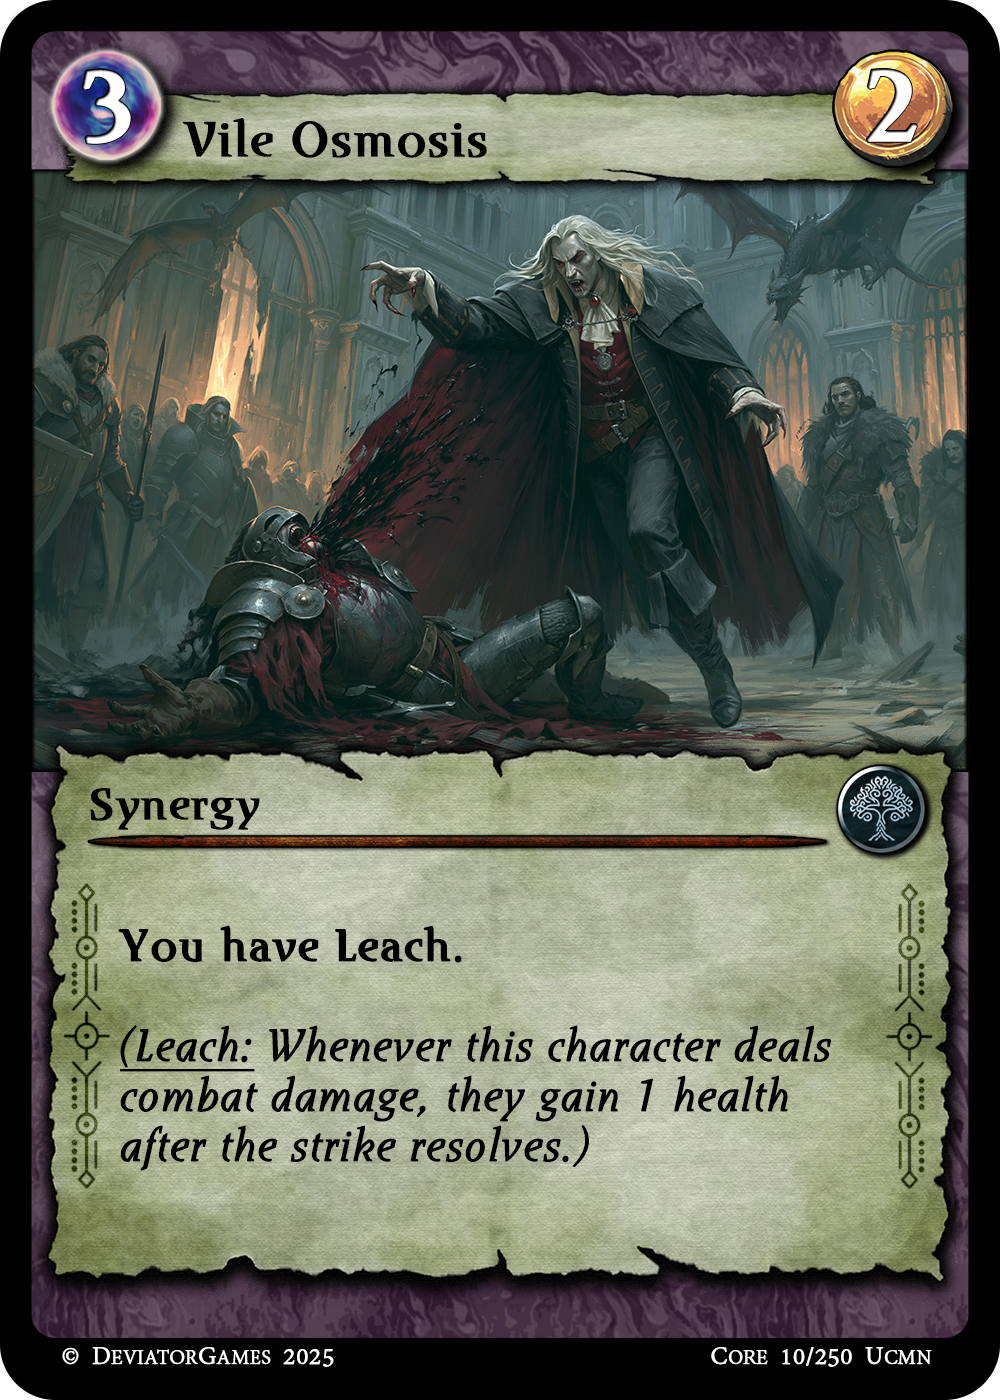 3
2
Vile Osmosis
Synergy
You have Leach.
(Leach: Whenever this character deals
combat damage, they gain 1 health
after the strike resolves.)
© DeviatorGames 2025
Core 10/250 Ucmn